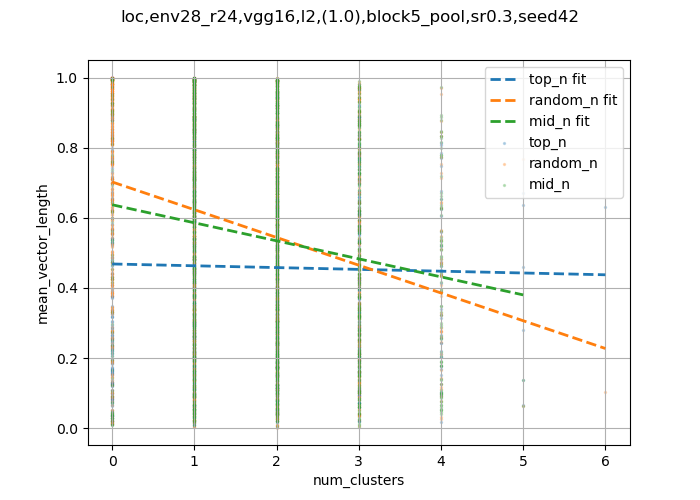 loc,env28_r24,vgg16,l2,(1.0),block5_pool,sr0.3,seed42
1.0
0.8
0.6
0.4
0.2
0.0
mean_vector_length
top_n fit
random_n fit
mid_n fit
top_n
random_n
mid_n
0 1 2 3 4 5 6
num_clusters